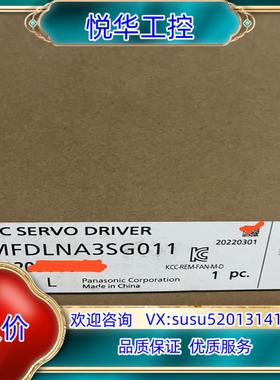 悦华工控
C SERVO DRIVER
MFDLNA3SG011
20220301
KCC-REM-FAN-M-D
L
Panasonic Corporation
Made in China
1 pc.
价
欢迎咨询 VX:susu52013141
品质保证 优质服务